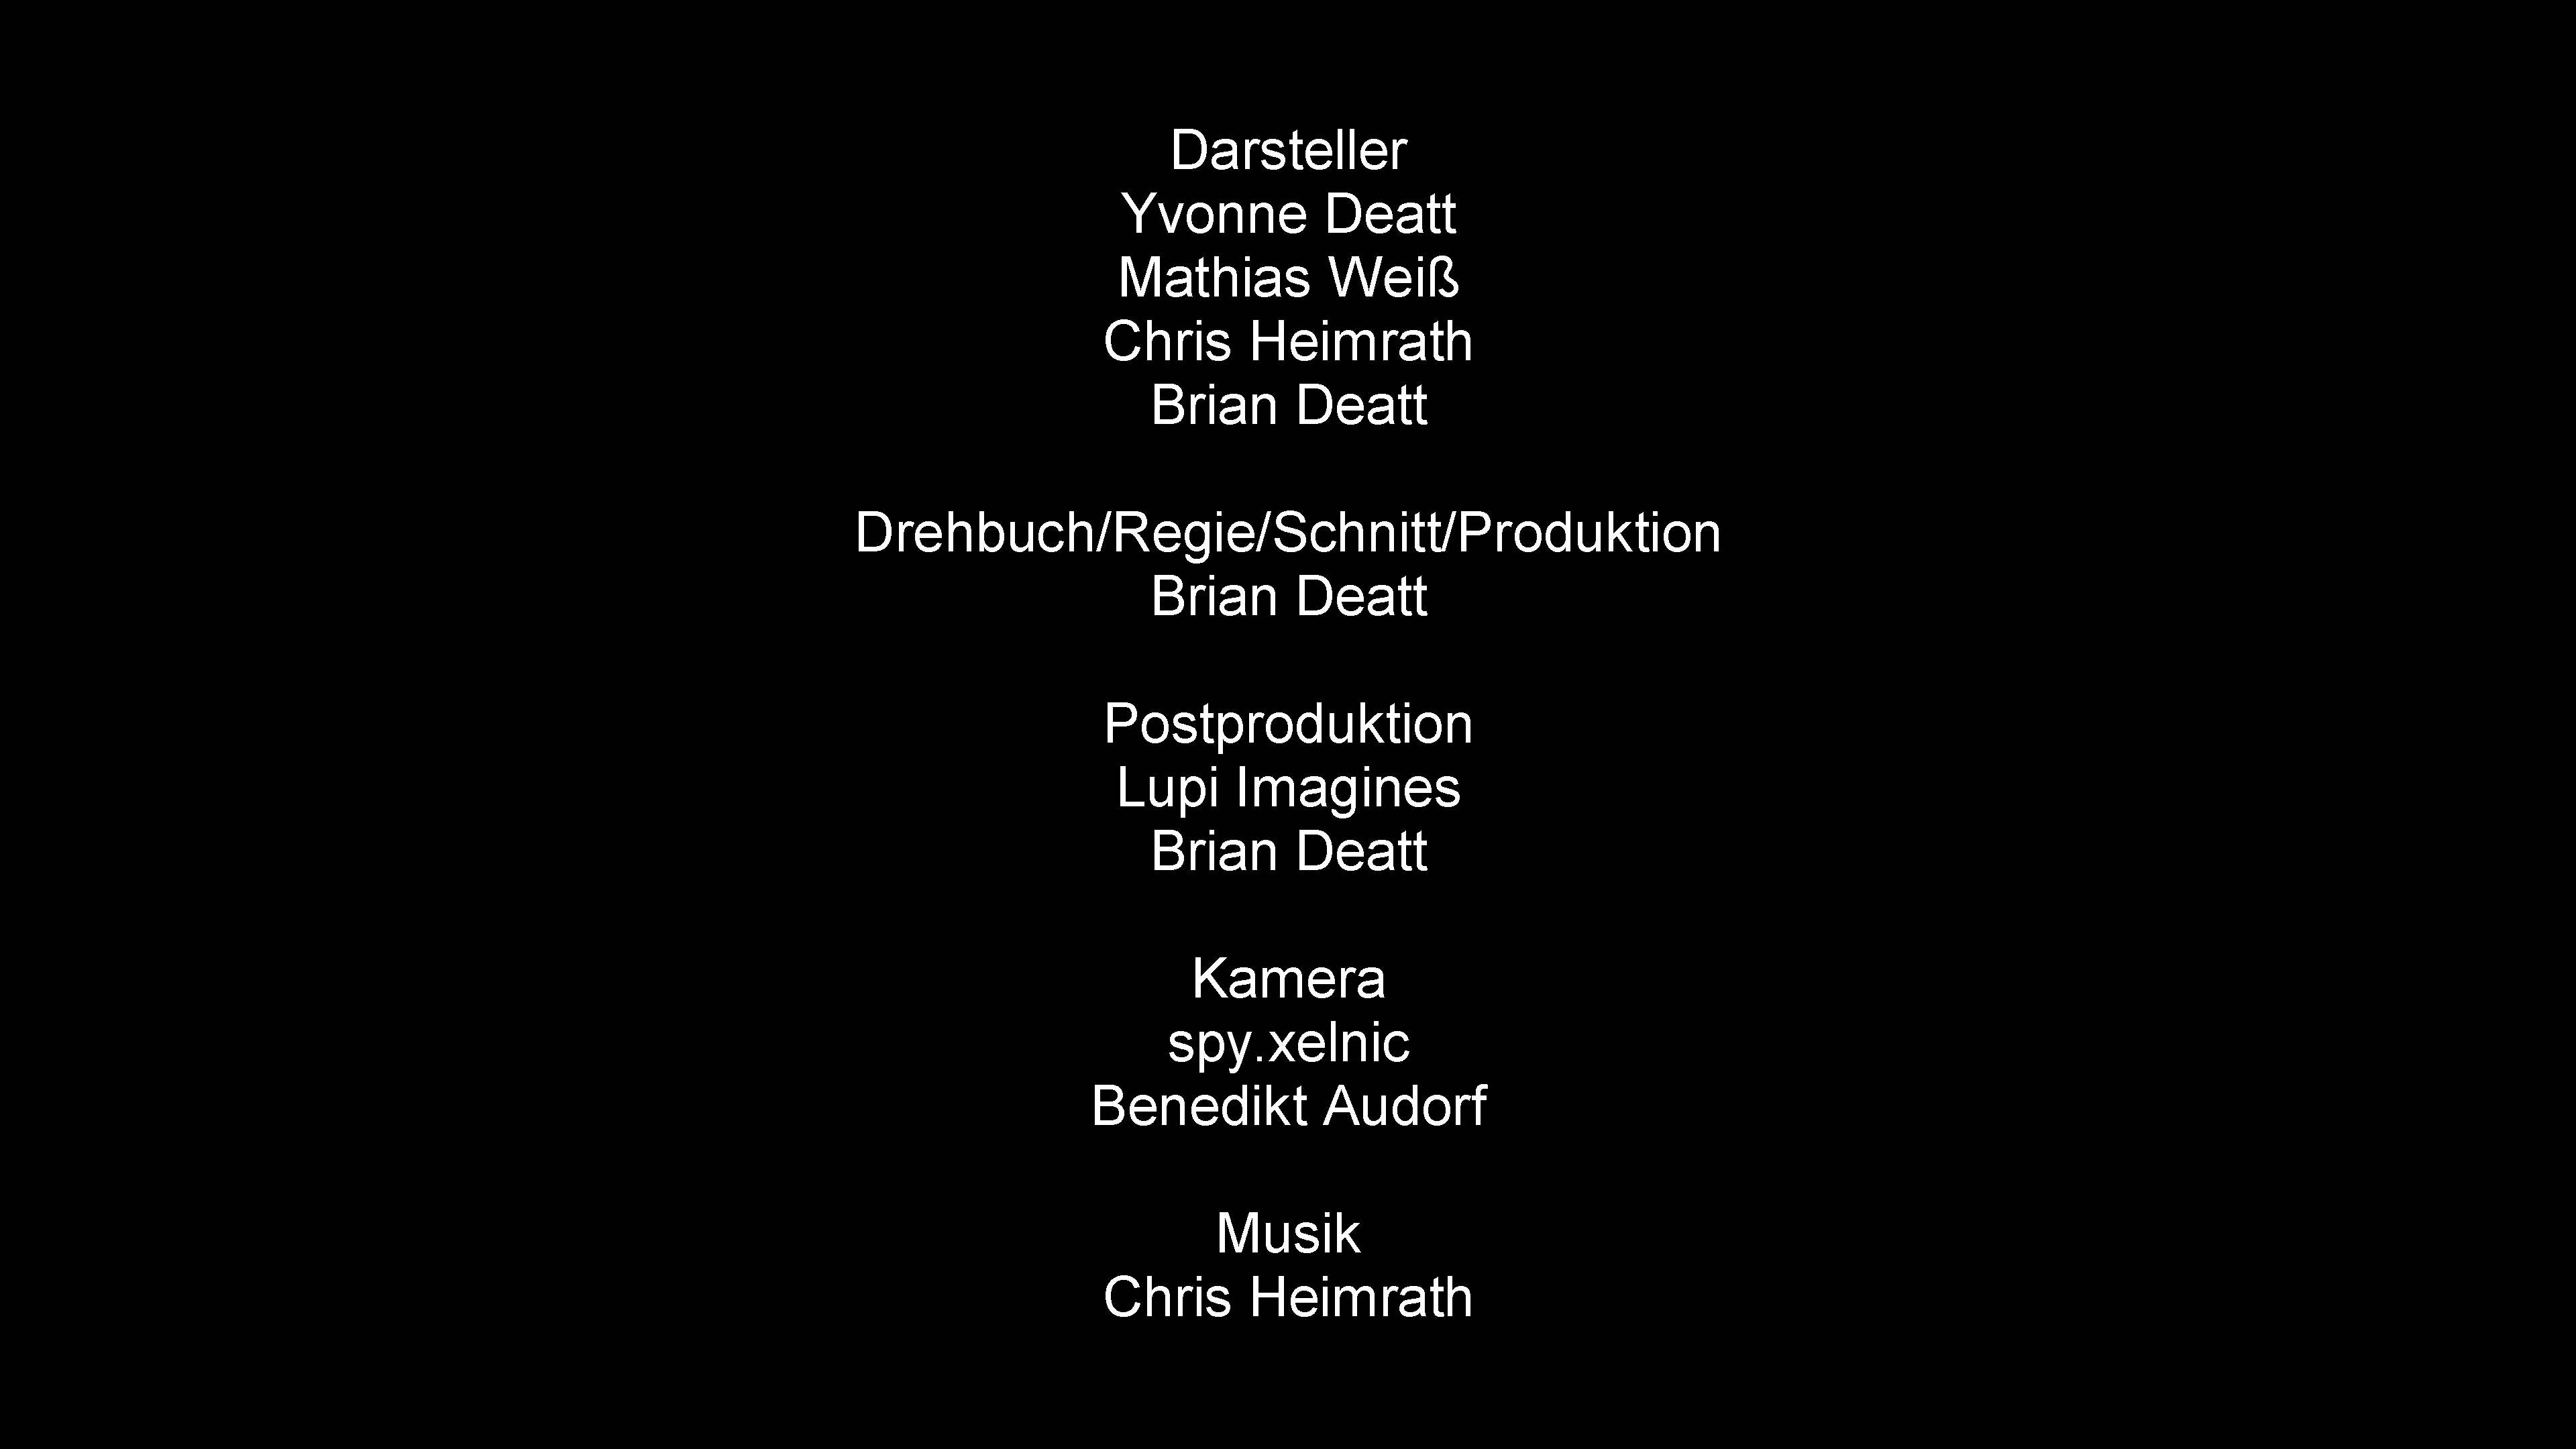 Darsteller
Yvonne Deatt
Mathias Weiß
Chris Heimrath
Brian Deatt
Drehbuch/Regie/Schnitt/Produktion
Brian Deatt
Postproduktion
Lupi Imagines
Brian Deatt
Kamera
spy.xelnic
Benedikt Audorf
Musik
Chris Heimrath